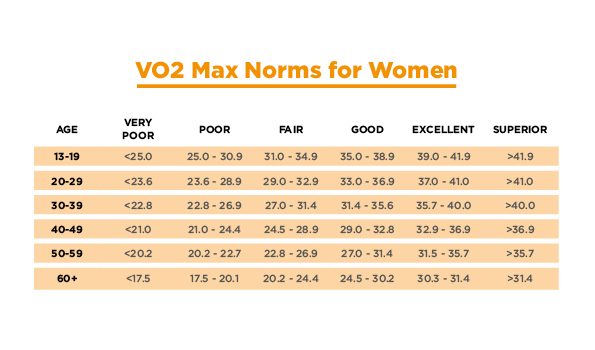 VO2 Max Norms for Women
AGE VERY POOR POOR FAIR GOOD EXCELLENT SUPERIOR
13-19 <25.0 25.0 - 30.9 31.0 - 34.9 35.0 - 38.9 39.0 - 41.9 >41.9
20-29 <23.6 23.6 - 28.9 29.0 - 32.9 33.0 - 36.9 37.0 - 41.0 >41.0
30-39 <22.8 22.8 - 26.9 27.0 - 31.4 31.4 - 35.6 35.7 - 40.0 >40.0
40-49 <21.0 21.0 - 24.4 24.5 - 28.9 29.0 - 32.8 32.9 - 36.9 >36.9
50-59 <20.2 20.2 - 22.7 22.8 - 26.9 27.0 - 31.4 31.5 - 35.7 >35.7
60+ <17.5 17.5 - 20.1 20.2 - 24.4 24.5 - 30.2 30.3 - 31.4 >31.4